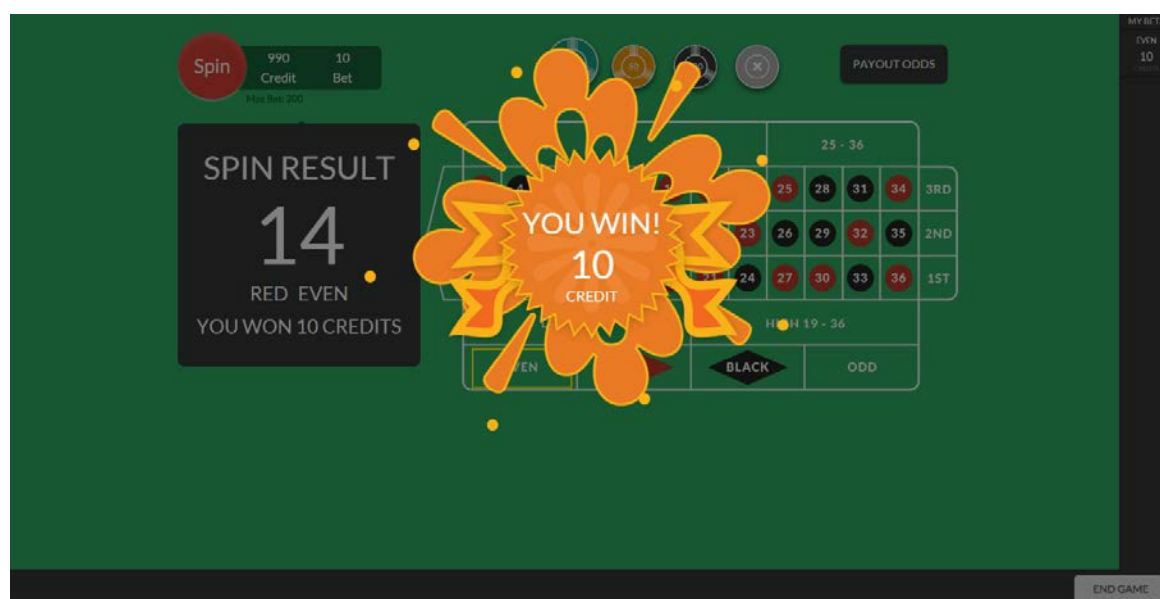 MY BET
EVEN
10
Spin
990
10
Credit
Bet
Max Bet: 200
PAYOUT ODDS
SPIN RESULT
14
RED EVEN
YOU WON 10 CREDITS
YOU WIN!
10
CREDIT
25 - 36
25 28 31 34 3RD
23 26 29 32 35 2ND
24 27 30 33 36 1ST
19 - 36
BLACK
ODD
END GAME